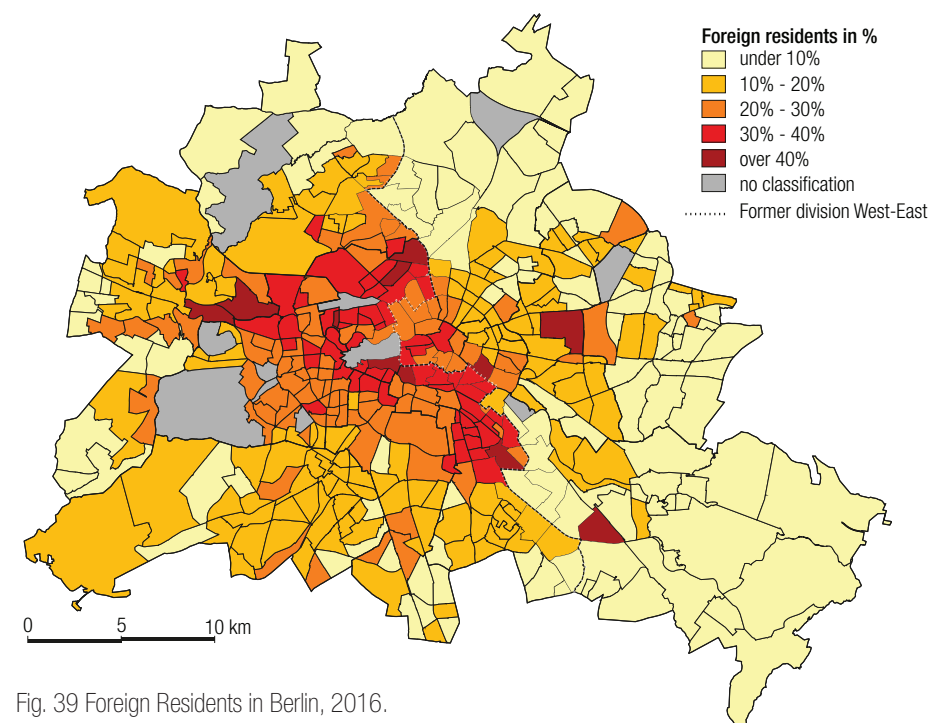 Foreign residents in %
under 10%
10% - 20%
20% - 30%
30% - 40%
over 40%
no classification
Former division West-East
0 5 10 km
Fig. 39 Foreign Residents in Berlin, 2016.